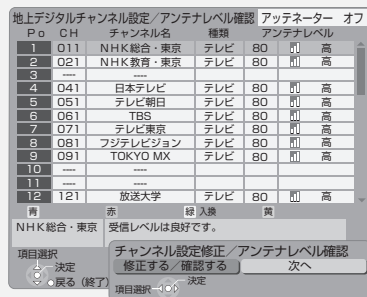 地上デジタルチャンネル設定／アンテナレベル確認 アッテネーター オフ
Po CH チャンネル名 種類 アンテナレベル
1 011 NHK総合・東京 テレビ 80 高
2 021 NHK教育・東京 テレビ 80 高
3 ---- ----
4 041 日本テレビ テレビ 80 高
5 051 テレビ朝日 テレビ 80 高
6 061 TBS テレビ 80 高
7 071 テレビ東京 テレビ 80 高
8 081 フジテレビジョン テレビ 80 高
9 091 TOKYO MX テレビ 80 高
10 ---- ----
11 ---- ----
12 121 放送大学 テレビ 80 高
青 赤 緑 入換 黄
NHK総合・東京 受信レベルは良好です。
項目選択
決定
戻る（終了）
チャンネル設定修正／アンテナレベル確認
修正する／確認する 次へ
項目選択 決定